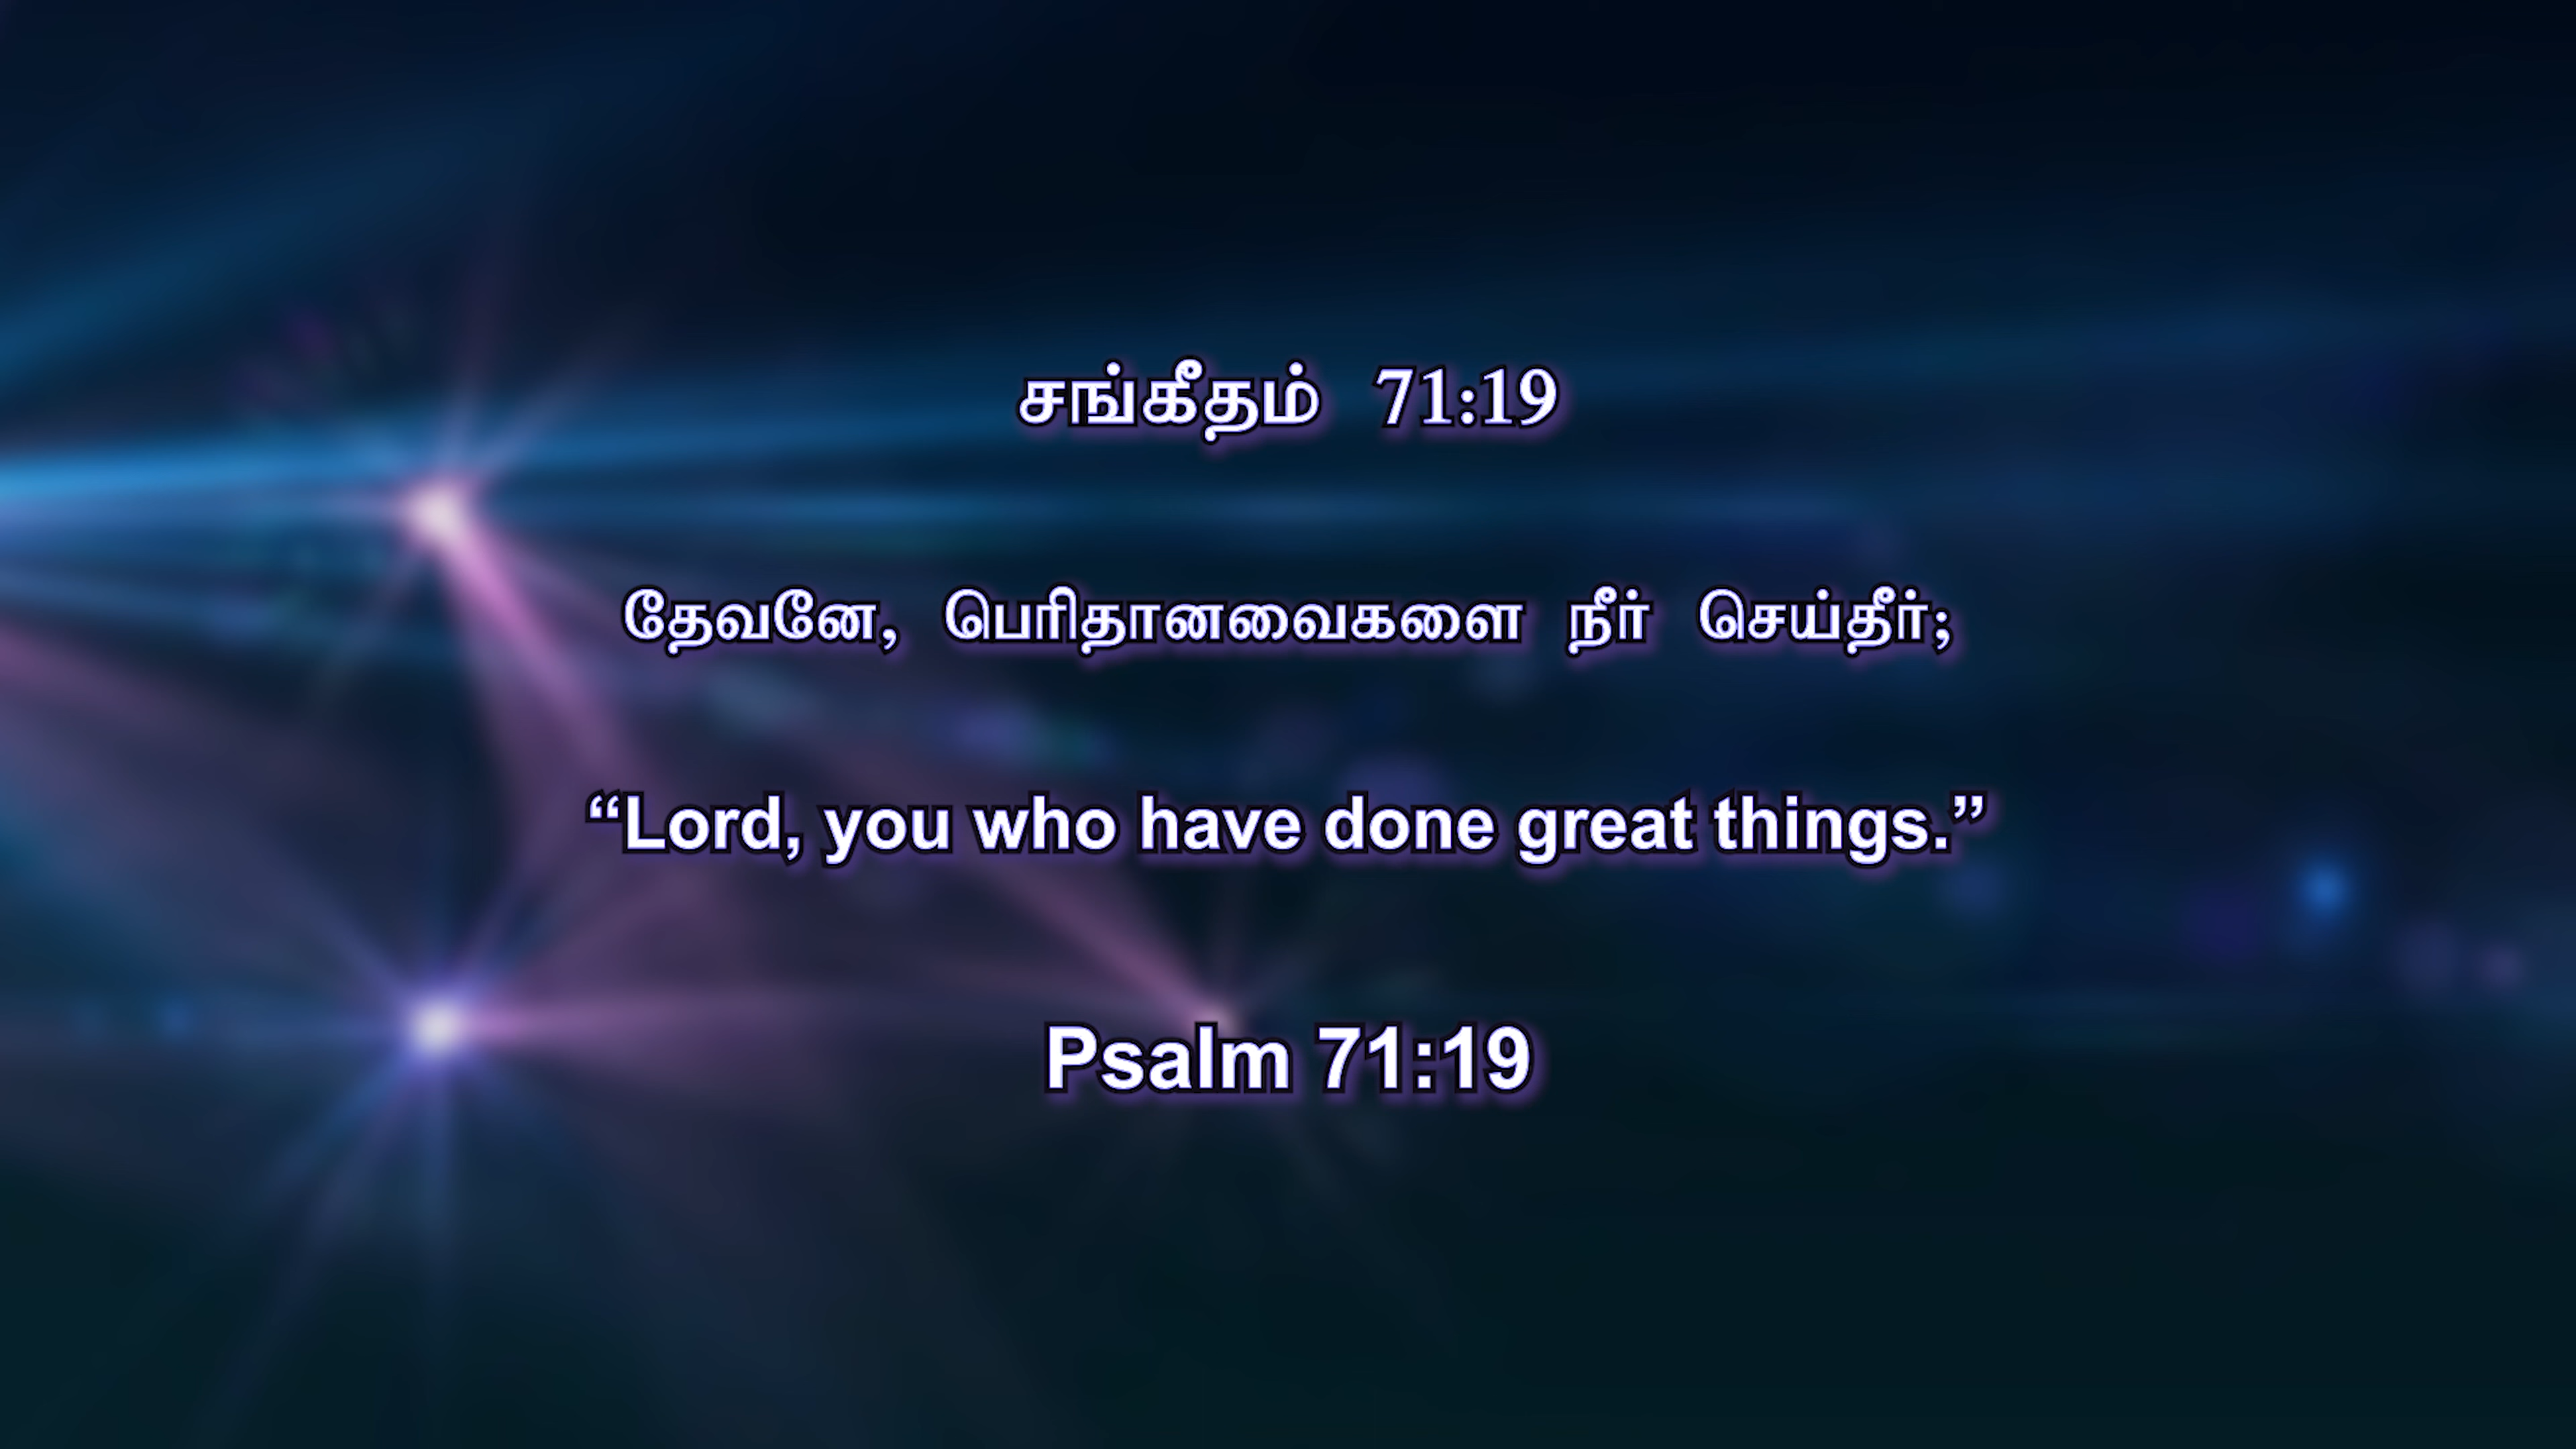 சங்கீதம் 71:19
தேவனே, பெரிதானவைகளை நீர் செய்தீர்;
“Lord, you who have done great things.”
Psalm 71:19